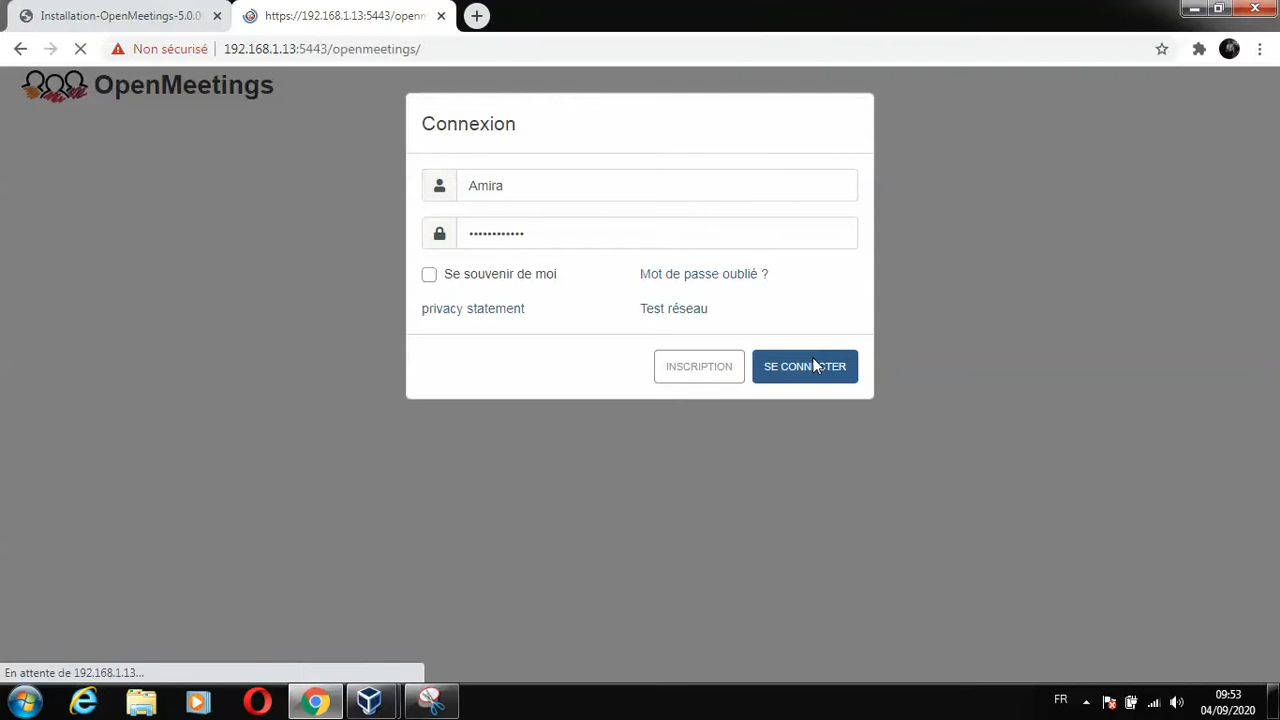 Installation-OpenMeetings-5.0.0
https://192.168.1.13:5443/openm
Non sécurisé
192.168.1.13:5443/openmeetings/
OpenMeetings
Connexion
Amira
••••••••••••
Se souvenir de moi
Mot de passe oublié ?
privacy statement
Test réseau
INSCRIPTION
SE CONNECTER
En attente de 192.168.1.13...
FR
09:53
04/09/2020